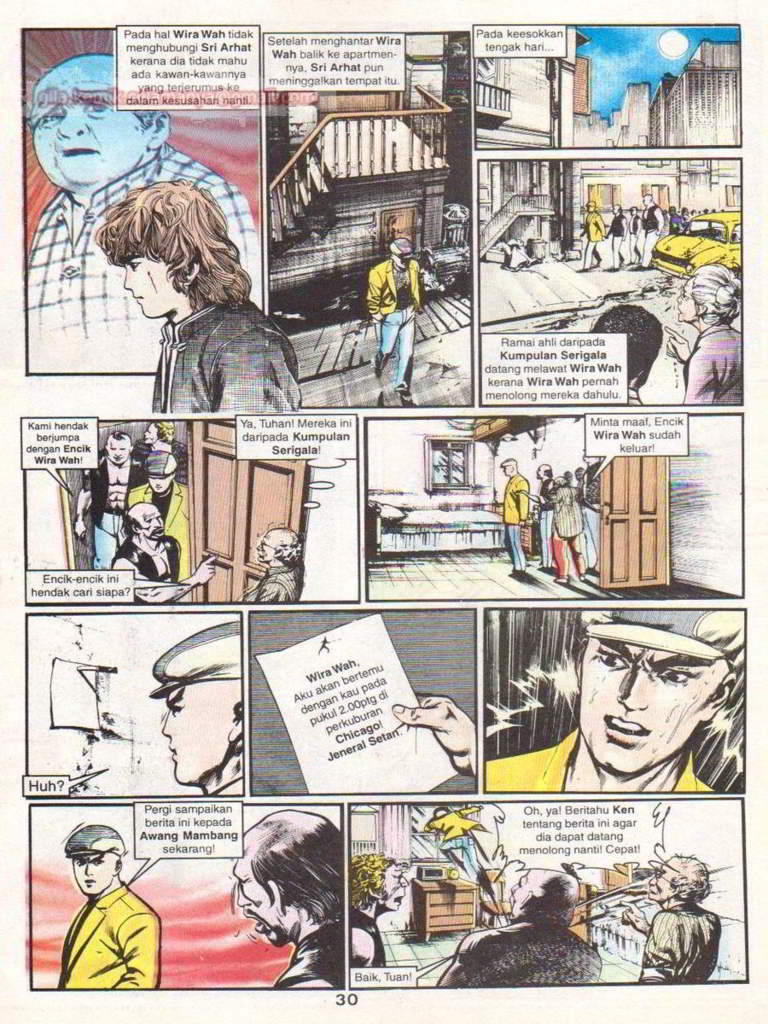 Pada hal Wira Wah tidak
menghubungi Sri Arhat
kerana dia tidak mahu
ada kawan-kawannya
yang terjerumus ke
dalam kesusahan nanti.
Setelah menghantar Wira
Wah balik ke apartmen-
nya, Sri Arhat pun
meninggalkan tempat itu.
Pada keesokkan
tengak hari...
Ramai ahli daripada
Kumpulan Serigala
datang melawat Wira Wah
kerana Wira Wah pernah
menolong mereka dahulu.
Kami hendak
berjumpa
dengan Encik
Wira Wah!
Ya, Tuhan! Mereka ini
daripada Kumpulan
Serigala!
Encik-encik ini
hendak cari siapa?
Minta maaf, Encik
Wira Wah sudah
keluar!
Huh?
Wira Wah,
Aku akan bertemu
dengan kau pada
pukul 2.00ptg di
perkuburan
Chicago!
Jeneral Setan.
Pergi sampaikan
berita ini kepada
Awang Mambang
sekarang!
Oh, ya! Beritahu Ken
tentang berita ini agar
dia dapat datang
menolong nanti! Cepat!
Baik, Tuan!
30